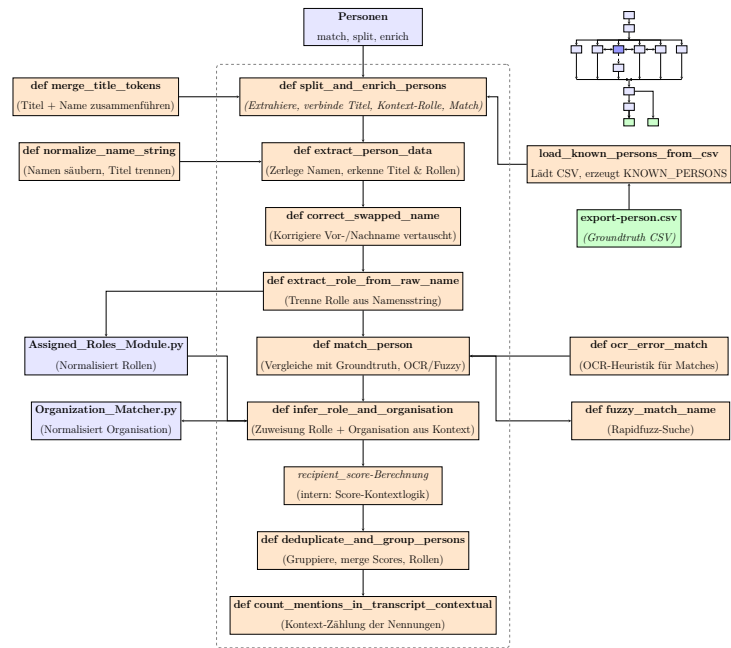 Personen
match, split, enrich
def merge_title_tokens
(Titel + Name zusammenführen)
def split_and_enrich_persons
(Extrahiere, verbinde Titel, Kontext-Rolle, Match)
def normalize_name_string
(Namen säubern, Titel trennen)
def extract_person_data
(Zerlege Namen, erkenne Titel & Rollen)
load_known_persons_from_csv
Lädt CSV, erzeugt KNOWN_PERSONS
def correct_swapped_name
(Korrigiere Vor-/Nachname vertauscht)
export-person.csv
(Groundtruth CSV)
def extract_role_from_raw_name
(Trenne Rolle aus Namensstring)
Assigned_Roles_Module.py
(Normalisiert Rollen)
def match_person
(Vergleiche mit Groundtruth, OCR/Fuzzy)
def ocr_error_match
(OCR-Heuristik für Matches)
Organization_Matcher.py
(Normalisiert Organisation)
def infer_role_and_organisation
(Zuweisung Rolle + Organisation aus Kontext)
def fuzzy_match_name
(Rapidfuzz-Suche)
recipient_score-Berechnung
(intern: Score-Kontextlogik)
def deduplicate_and_group_persons
(Gruppiere, merge Scores, Rollen)
def count_mentions_in_transcript_contextual
(Kontext-Zählung der Nennungen)